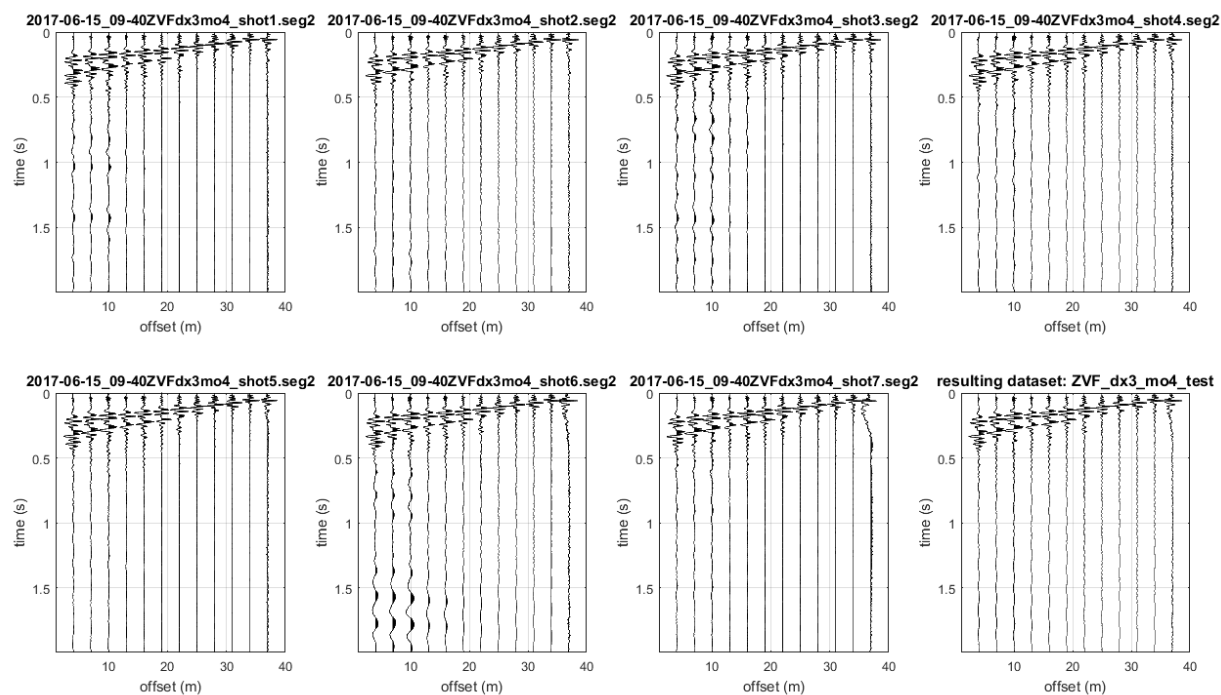 2017-06-15_09-40ZVFdx3mo4_shot1.seg2
0
0.5
1
1.5
time (s)
10 20 30 40
offset (m)
2017-06-15_09-40ZVFdx3mo4_shot2.seg2
0
0.5
1
1.5
time (s)
10 20 30 40
offset (m)
2017-06-15_09-40ZVFdx3mo4_shot3.seg2
0
0.5
1
1.5
time (s)
10 20 30 40
offset (m)
2017-06-15_09-40ZVFdx3mo4_shot4.seg2
0
0.5
1
1.5
time (s)
10 20 30 40
offset (m)
2017-06-15_09-40ZVFdx3mo4_shot5.seg2
0
0.5
1
1.5
time (s)
10 20 30 40
offset (m)
2017-06-15_09-40ZVFdx3mo4_shot6.seg2
0
0.5
1
1.5
time (s)
10 20 30 40
offset (m)
2017-06-15_09-40ZVFdx3mo4_shot7.seg2
0
0.5
1
1.5
time (s)
10 20 30 40
offset (m)
resulting dataset: ZVF_dx3_mo4_test
0
0.5
1
1.5
time (s)
10 20 30 40
offset (m)